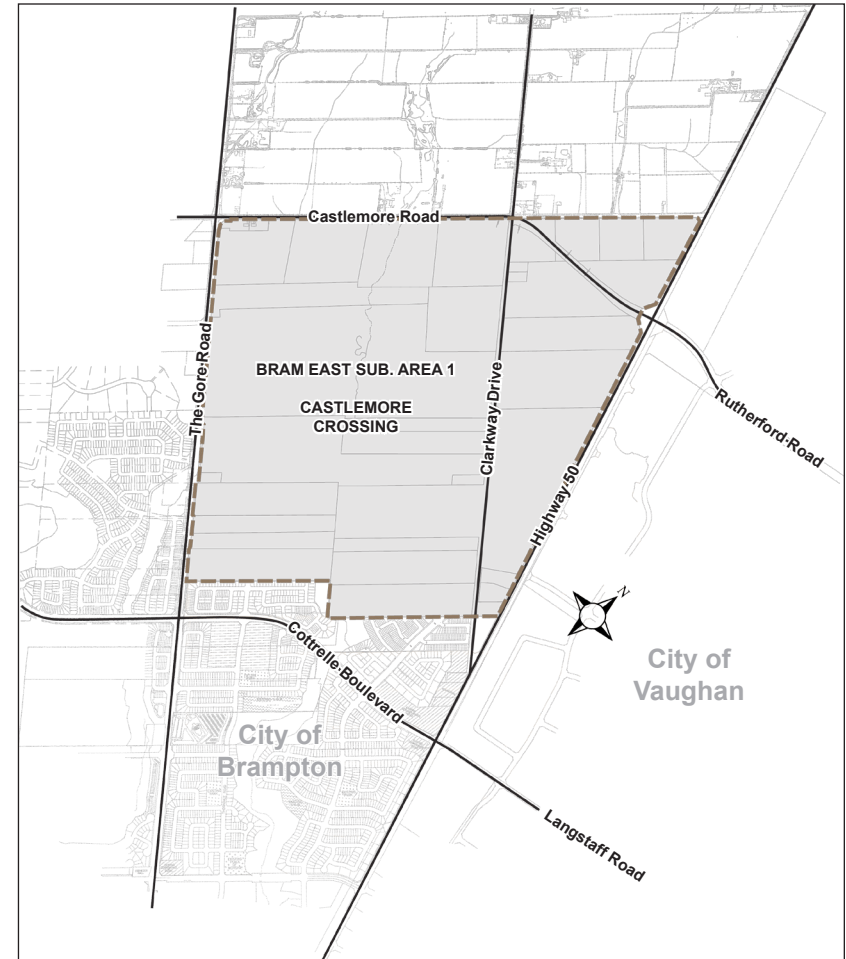 Castlemore Road
The Gore Road
BRAM EAST SUB. AREA 1
CASTLEMORE
CROSSING
Clarkway Drive
Rutherford Road
Highway 50
N
City of
Vaughan
Cottrelle Boulevard
City of
Brampton
Langstaff Road